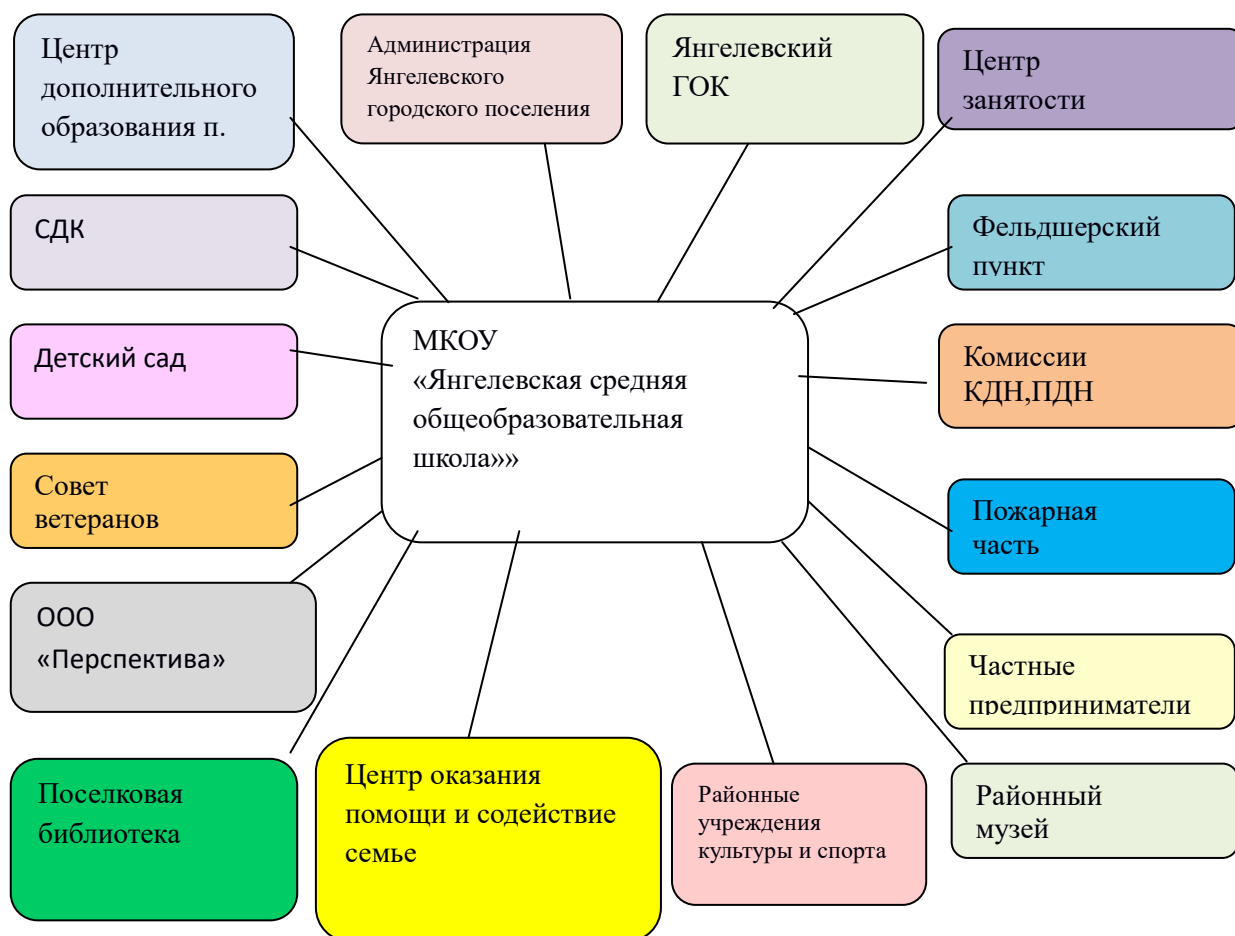 Центр
дополнительного
образования п.
Администрация
Янгелевского
городского поселения
Янгелевский
ГОК
Центр
занятости
СДК
Фельдшерский
пункт
Детский сад
МКОУ
«Янгелевская средняя
общеобразовательная
школа»»
Комиссии
КДН,ПДН
Совет
ветеранов
Пожарная
часть
ООО
«Перспектива»
Частные
предприниматели
Поселковая
библиотека
Центр оказания
помощи и содействие
семье
Районные
учреждения
культуры и спорта
Районный
музей